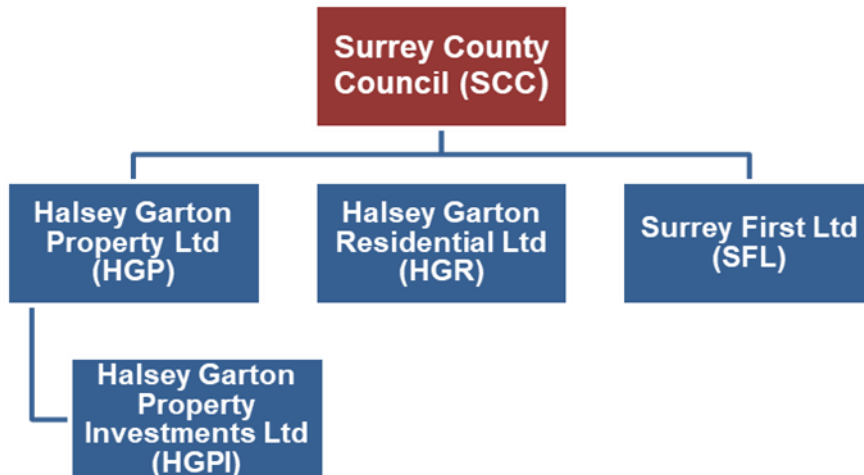 Surrey County
Council (SCC)
Halsey Garton
Property Ltd
(HGP)
Halsey Garton
Residential Ltd
(HGR)
Surrey First Ltd
(SFL)
Halsey Garton
Property
Investments Ltd
(HGPI)